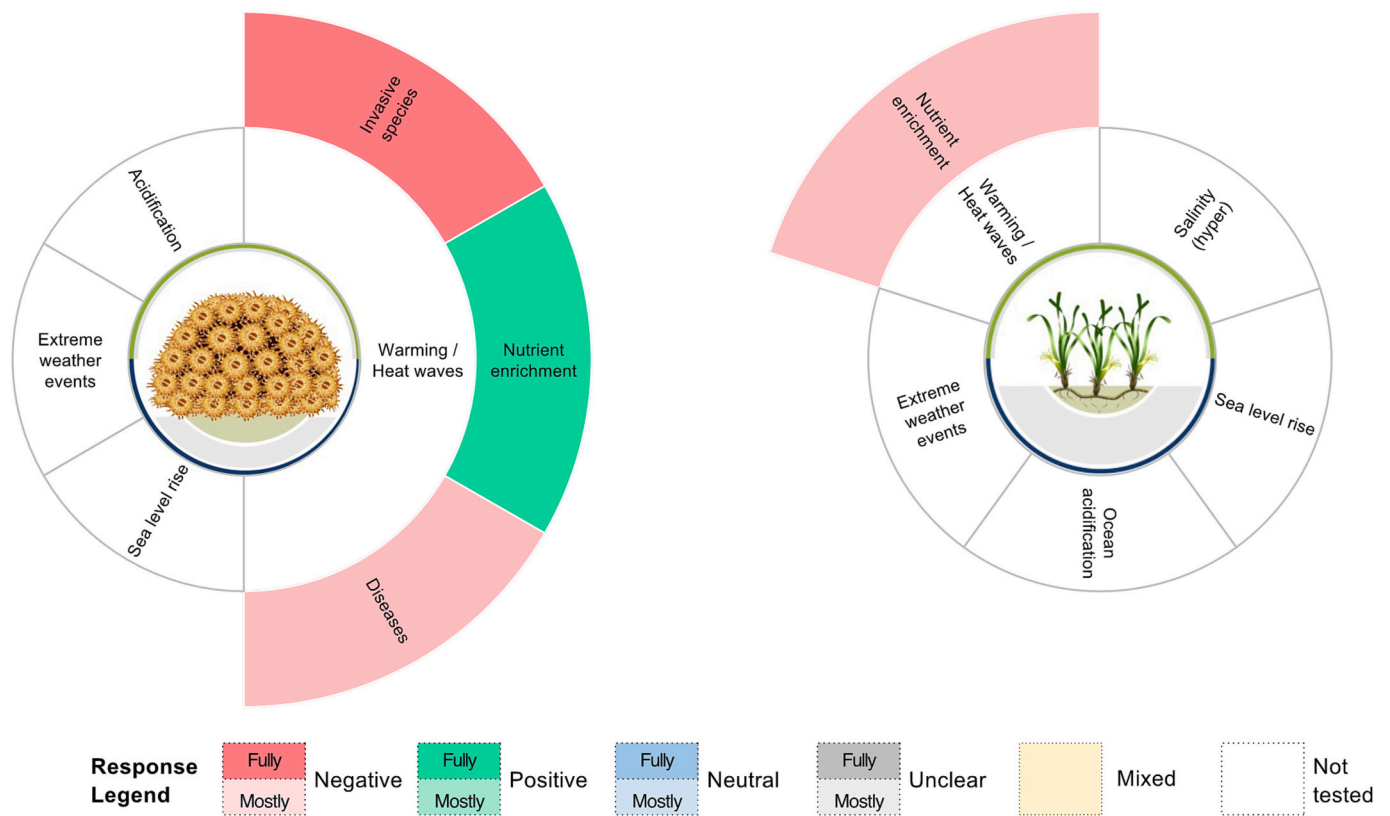 Invasive
species
Acidification
Extreme
weather
events
Warming /
Heat waves
Nutrient
enrichment
Sea level rise
Diseases
Nutrient
enrichment
Warming /
Heat waves
Salinity
(hyper)
Extreme
weather
events
Sea level rise
Ocean
acidification
Response
Legend
Fully
Mostly
Negative
Fully
Mostly
Positive
Fully
Mostly
Neutral
Fully
Mostly
Unclear
Mixed
Not
tested